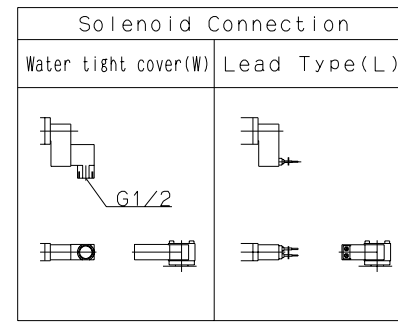 Solenoid Connection
Water tight cover(W) Lead Type(L)
G1/2